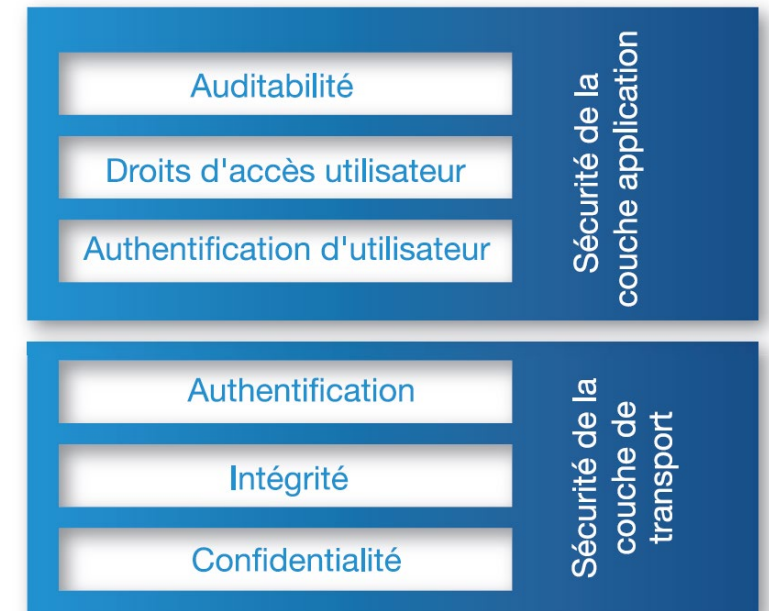 Auditabilité
Droits d'accès utilisateur
Authentification d'utilisateur
Sécurité de la
couche application
Authentification
Intégrité
Confidentialité
Sécurité de la
couche de
transport